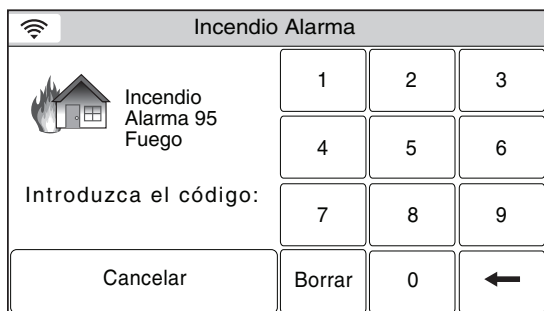 Incendio Alarma
Incendio
Alarma 95
Fuego
Introduzca el código:
1 2 3
4 5 6
7 8 9
Cancelar Borrar 0